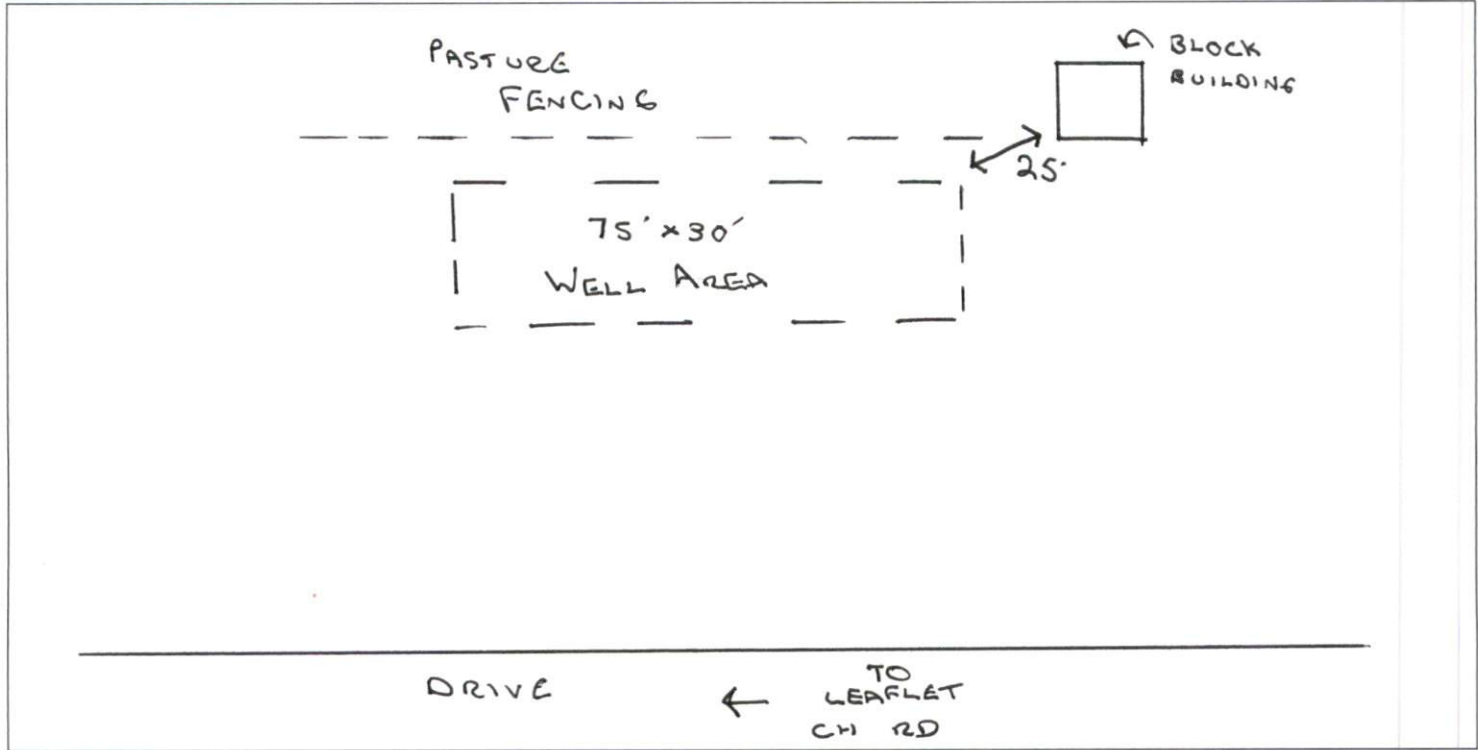 PASTURE
FENCING
BLOCK
BUILDING
25'
75' x 30'
WELL AREA
DRIVE
← TO
LEAFLET
CH RD